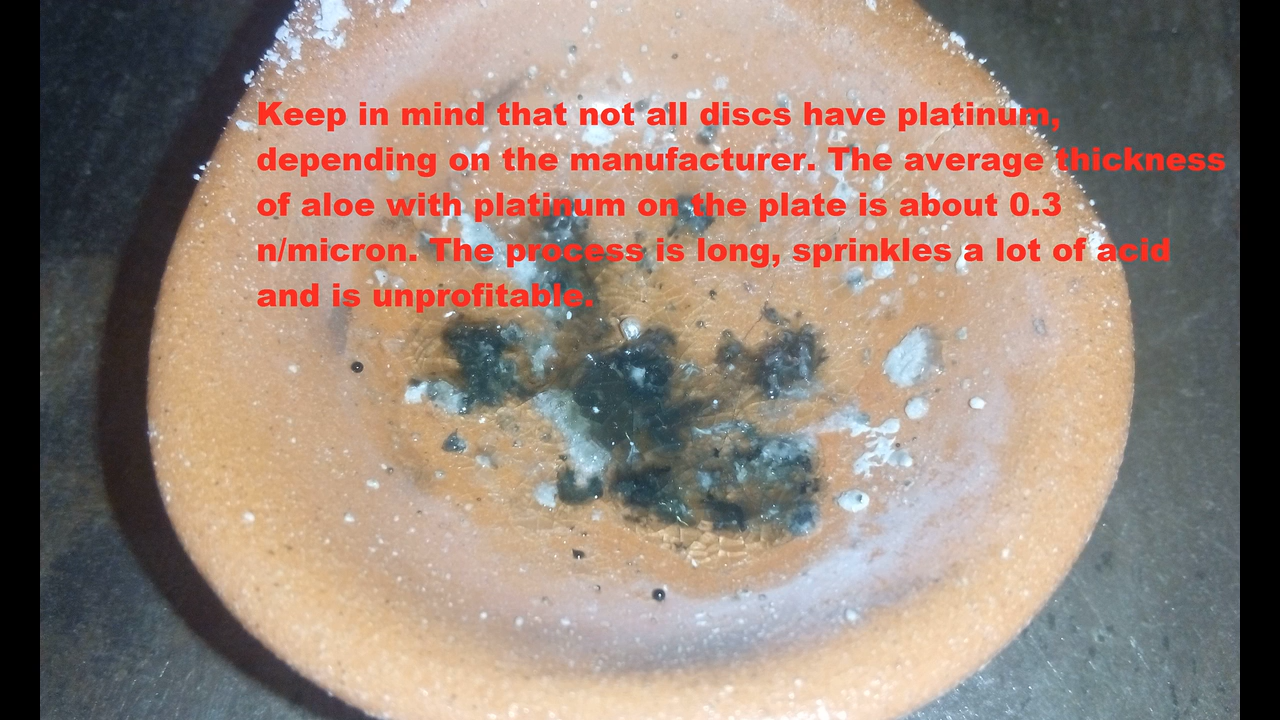 Keep in mind that not all discs have platinum,
depending on the manufacturer. The average thickness
of aloe with platinum on the plate is about 0.3
n/micron. The process is long, sprinkles a lot of acid
and is unprofitable.